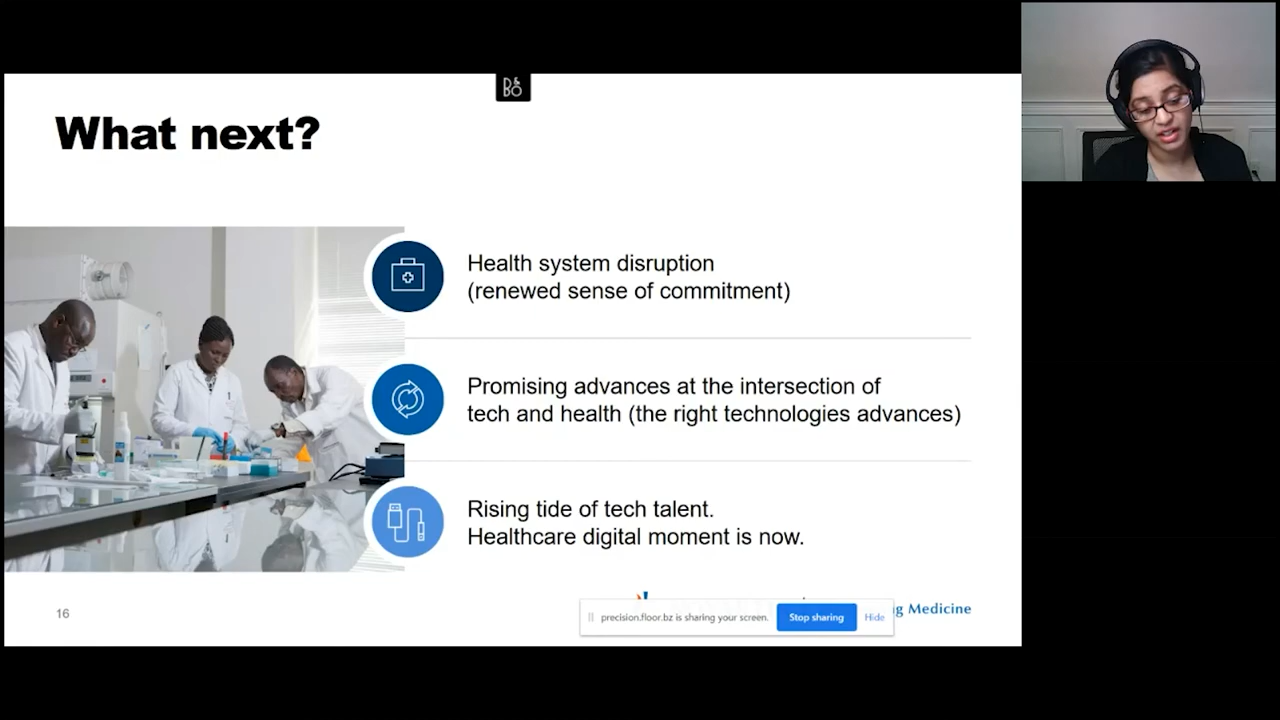 B&O
What next?
Health system disruption
(renewed sense of commitment)
Promising advances at the intersection of
tech and health (the right technologies advances)
Rising tide of tech talent.
Healthcare digital moment is now.
16
precision.floor.bz is sharing your screen.
Stop sharing
Hide
Medicine